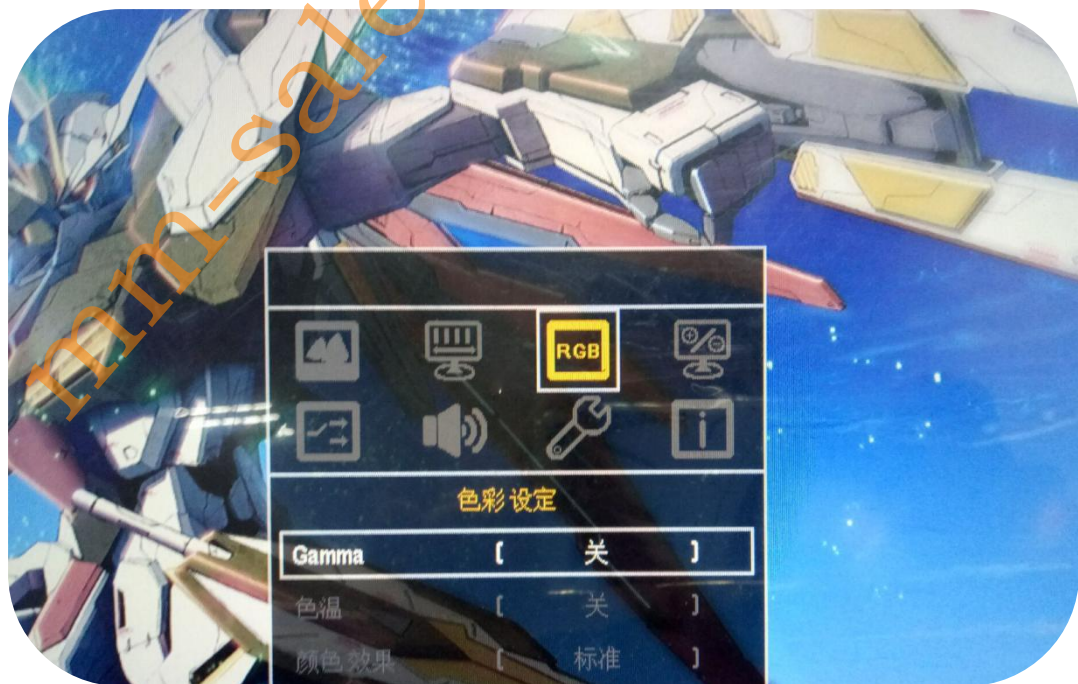 mm-sale
RGB
色彩设定
Gamma [ 关 ]
色温 [ 关 ]
颜色效果 [ 标准 ]